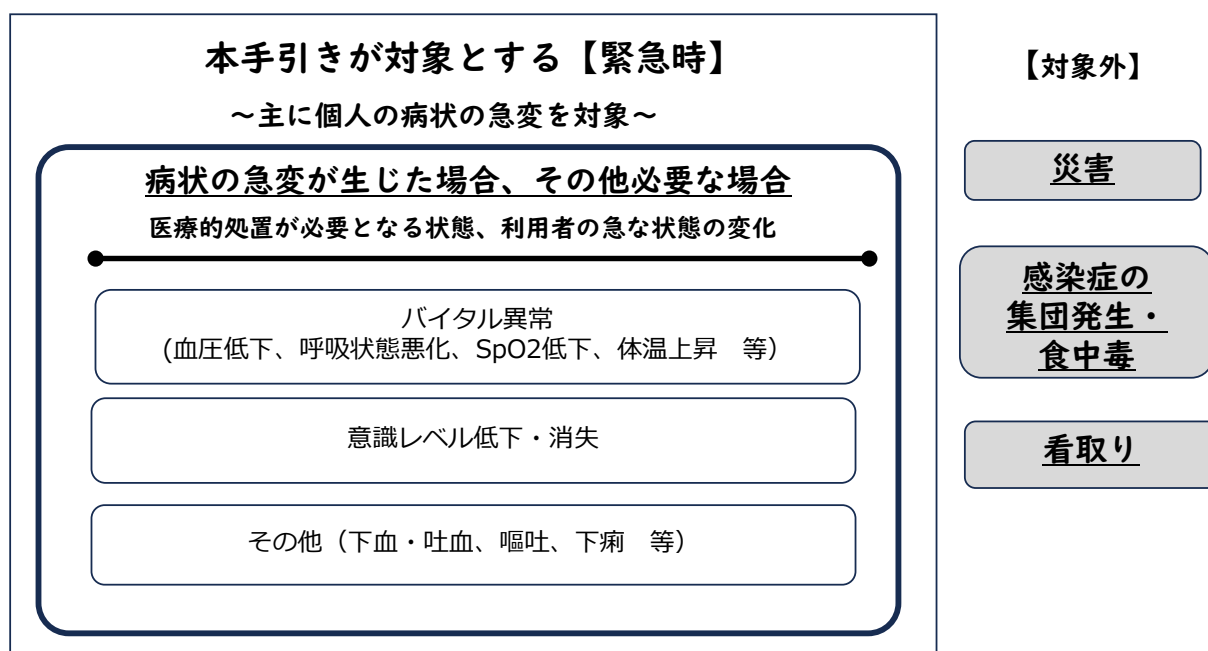 本手引きが対象とする【緊急時】
～主に個人の病状の急変を対象～
病状の急変が生じた場合、その他必要な場合
医療的処置が必要となる状態、利用者の急な状態の変化
バイタル異常
(血圧低下、呼吸状態悪化、SpO2低下、体温上昇　等）
意識レベル低下・消失
その他（下血・吐血、嘔吐、下痢　等）
【対象外】
災害
感染症の
集団発生・
食中毒
看取り